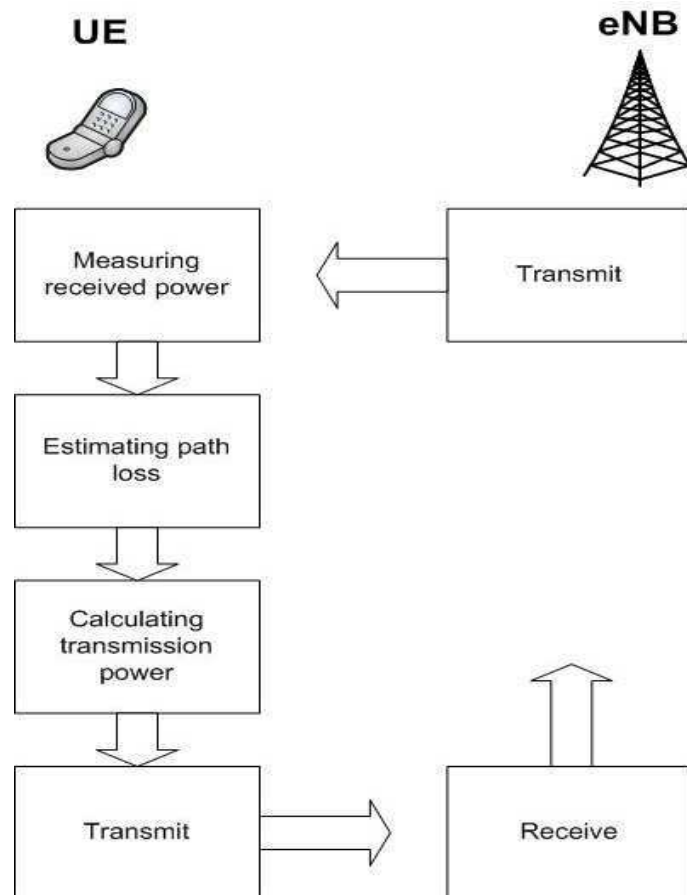 UE
eNB
Measuring
received power
Transmit
Estimating path
loss
Calculating
transmission
power
Transmit
Receive